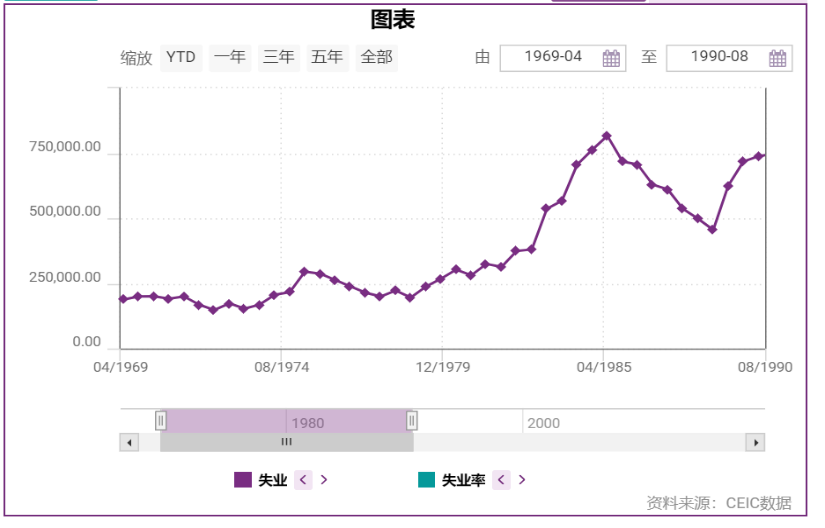 图表
缩放 YTD 一年 三年 五年 全部 由 1969-04 至 1990-08
750,000.00
500,000.00
250,000.00
0.00
04/1969 08/1974 12/1979 04/1985 08/1990
1980 2000
失业 < > 失业率 < >
资料来源：CEIC数据